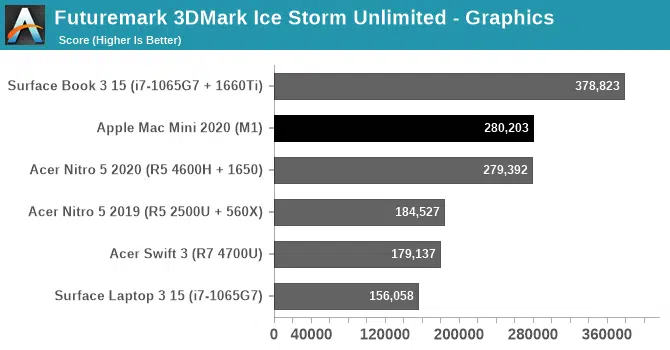 A
Futuremark 3DMark Ice Storm Unlimited - Graphics
Score (Higher Is Better)
Surface Book 3 15 (i7-1065G7 + 1660Ti) 378,823
Apple Mac Mini 2020 (M1) 280,203
Acer Nitro 5 2020 (R5 4600H + 1650) 279,392
Acer Nitro 5 2019 (R5 2500U + 560X) 184,527
Acer Swift 3 (R7 4700U) 179,137
Surface Laptop 3 15 (i7-1065G7) 156,058
0 40000 120000 200000 280000 360000